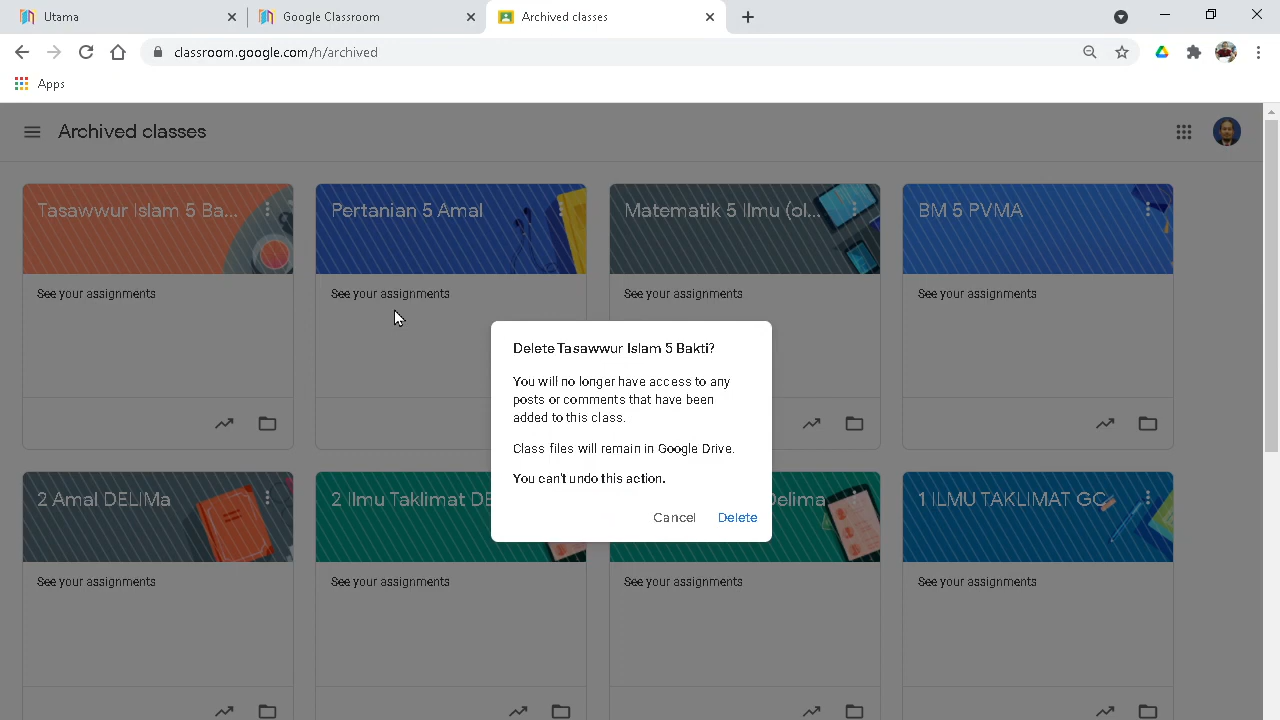 Utama
Google Classroom
Archived classes
classroom.google.com/h/archived
Apps
Archived classes
Tasawwur Islam 5 Ba...
Pertanian 5 Amal
Matematik 5 Ilmu (ol...
BM 5 PVMA
See your assignments
See your assignments
See your assignments
See your assignments
Delete Tasawwur Islam 5 Bakti?
You will no longer have access to any
posts or comments that have been
added to this class.
Class files will remain in Google Drive.
You can't undo this action.
Cancel
Delete
2 Amal DELIMa
2 Ilmu Taklimat DE
Delima
1 ILMU TAKLIMAT GC
See your assignments
See your assignments
See your assignments
See your assignments